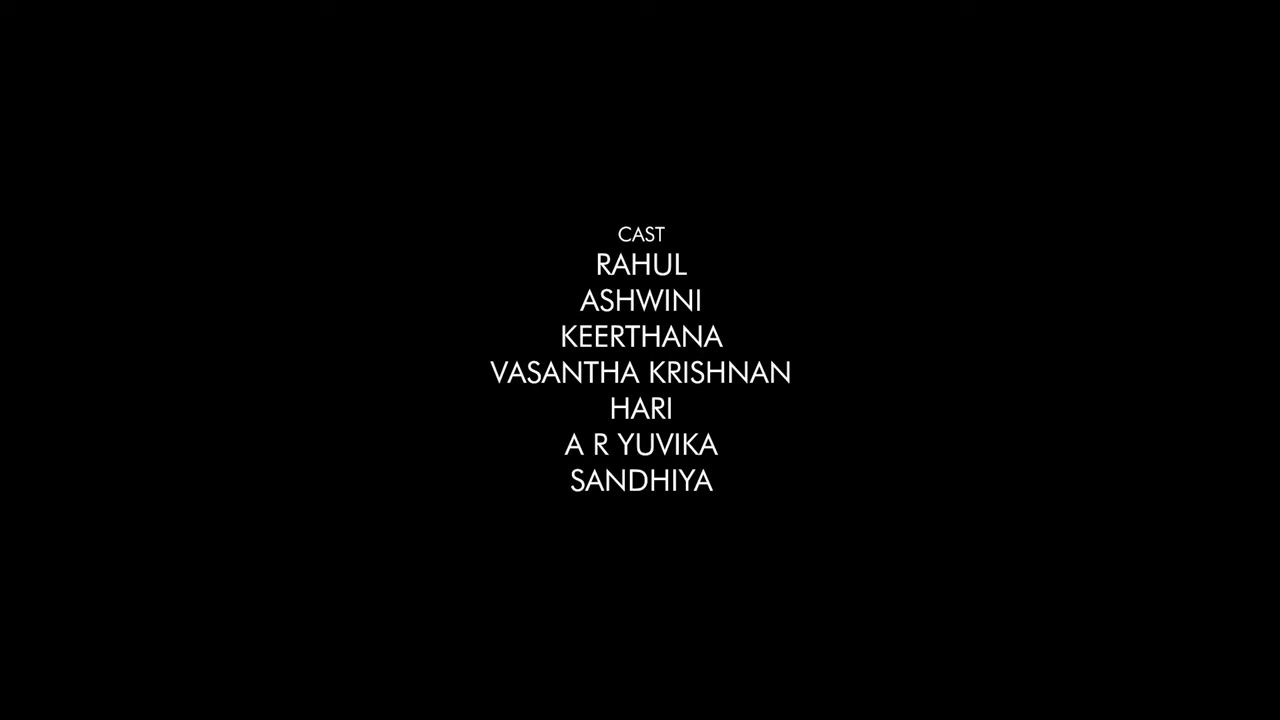 CAST
RAHUL
ASHWINI
KEERTHANA
VASANTHA KRISHNAN
HARI
A R YUVIKA
SANDHIYA